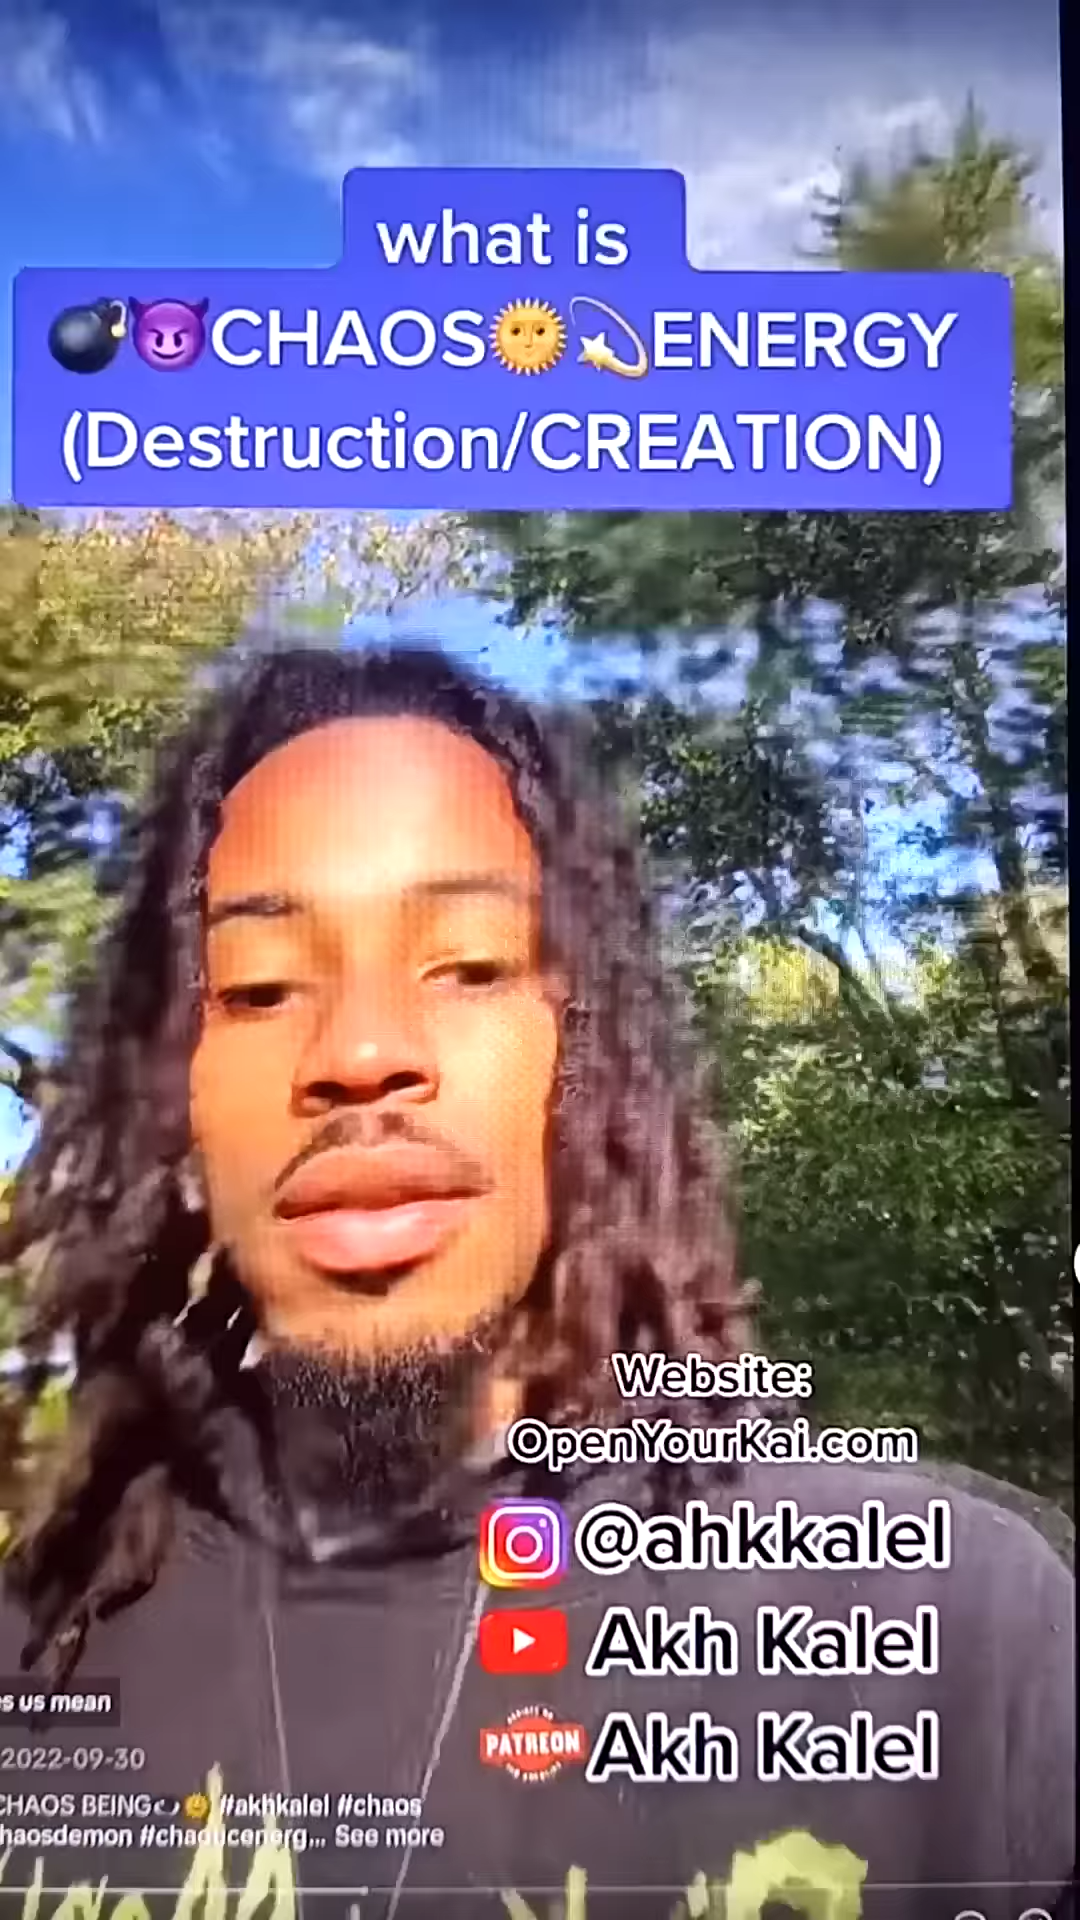 what is
💣😈CHAOS🌞💫ENERGY
(Destruction/CREATION)
Website:
OpenYourKai.com
@ahkkalel
Akh Kalel
PATREON Akh Kalel
s us mean
2022-09-30
CHAOS BEING #akhkalel #chaos
haosdemon #chaoucenerg... See more